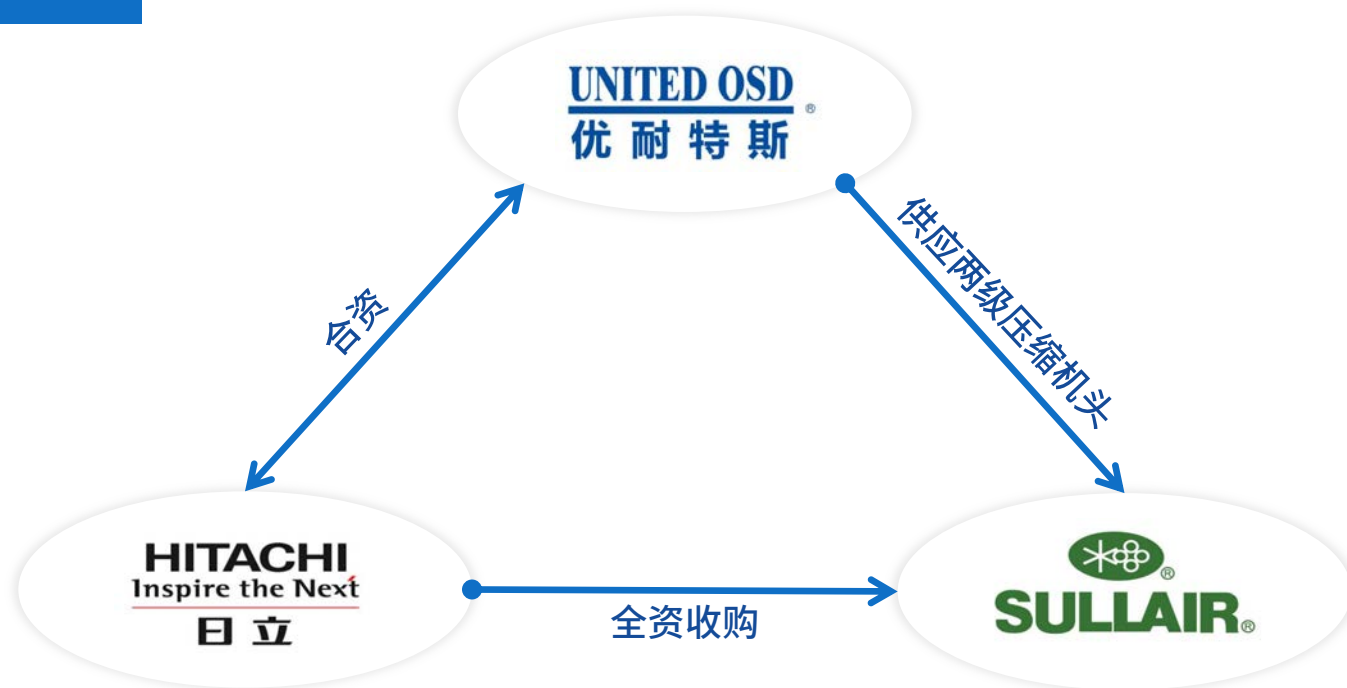 UNITED OSD
®
优耐特斯
供应两级压缩机头
合资
HITACHI
Inspire the Next
日立
全资收购
®
SULLAIR®